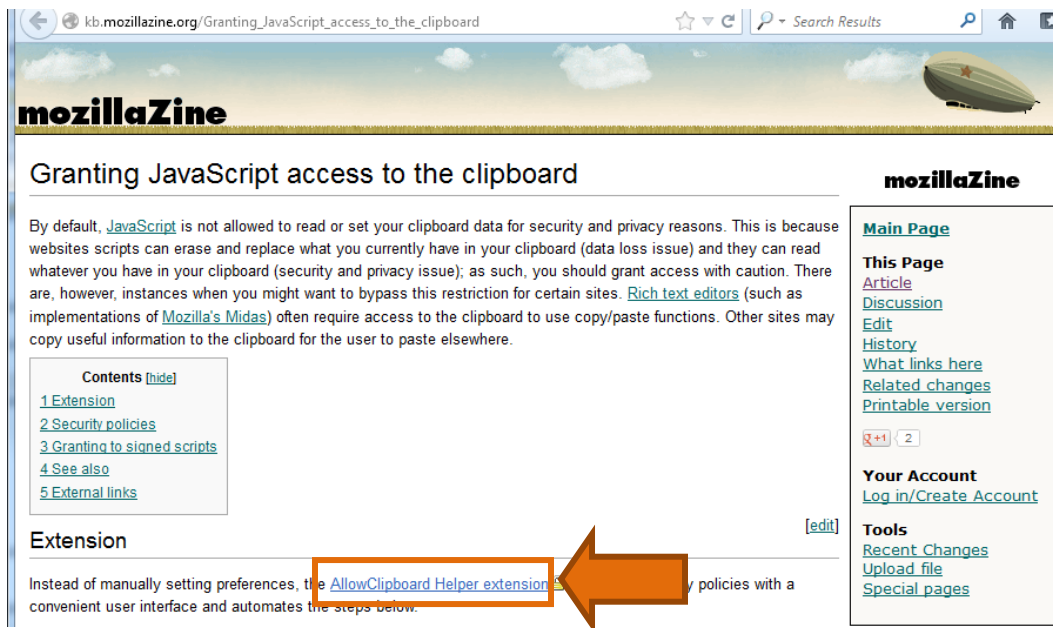 kb.mozillazine.org/Granting_JavaScript_access_to_the_clipboard
Search Results
mozillaZine
Granting JavaScript access to the clipboard
By default, JavaScript is not allowed to read or set your clipboard data for security and privacy reasons. This is because
websites scripts can erase and replace what you currently have in your clipboard (data loss issue) and they can read
whatever you have in your clipboard (security and privacy issue); as such, you should grant access with caution. There
are, however, instances when you might want to bypass this restriction for certain sites. Rich text editors (such as
implementations of Mozilla's Midas) often require access to the clipboard to use copy/paste functions. Other sites may
copy useful information to the clipboard for the user to paste elsewhere.
Contents [hide]
1 Extension
2 Security policies
3 Granting to signed scripts
4 See also
5 External links
[edit]
Extension
Instead of manually setting preferences, the AllowClipboard Helper extension y policies with a
convenient user interface and automates the steps below.
mozillaZine
Main Page
This Page
Article
Discussion
Edit
History
What links here
Related changes
Printable version
+1 2
Your Account
Log in/Create Account
Tools
Recent Changes
Upload file
Special pages